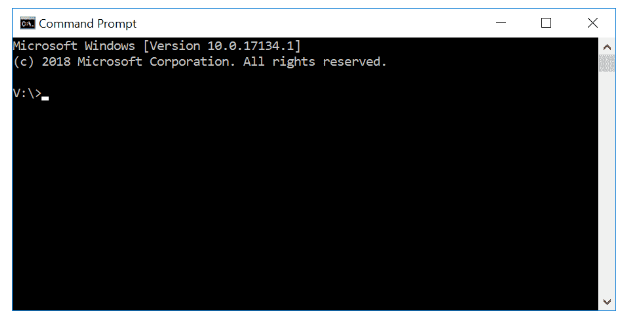 Command Prompt
Microsoft Windows [Version 10.0.17134.1]
(c) 2018 Microsoft Corporation. All rights reserved.
V:\>